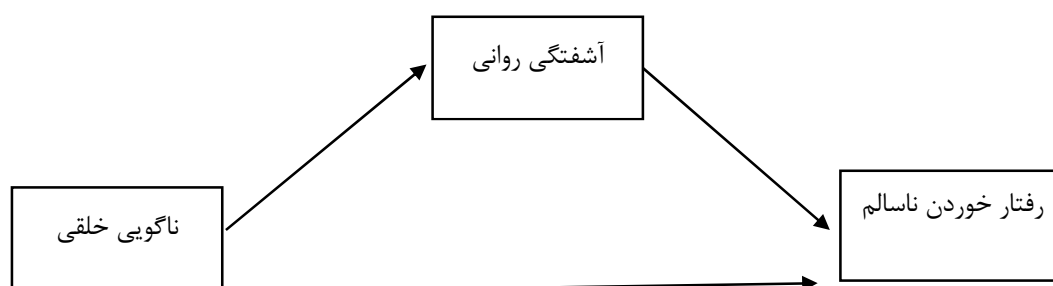 آشفتگی روانی
رفتار خوردن ناسالم
ناگویی خلقی